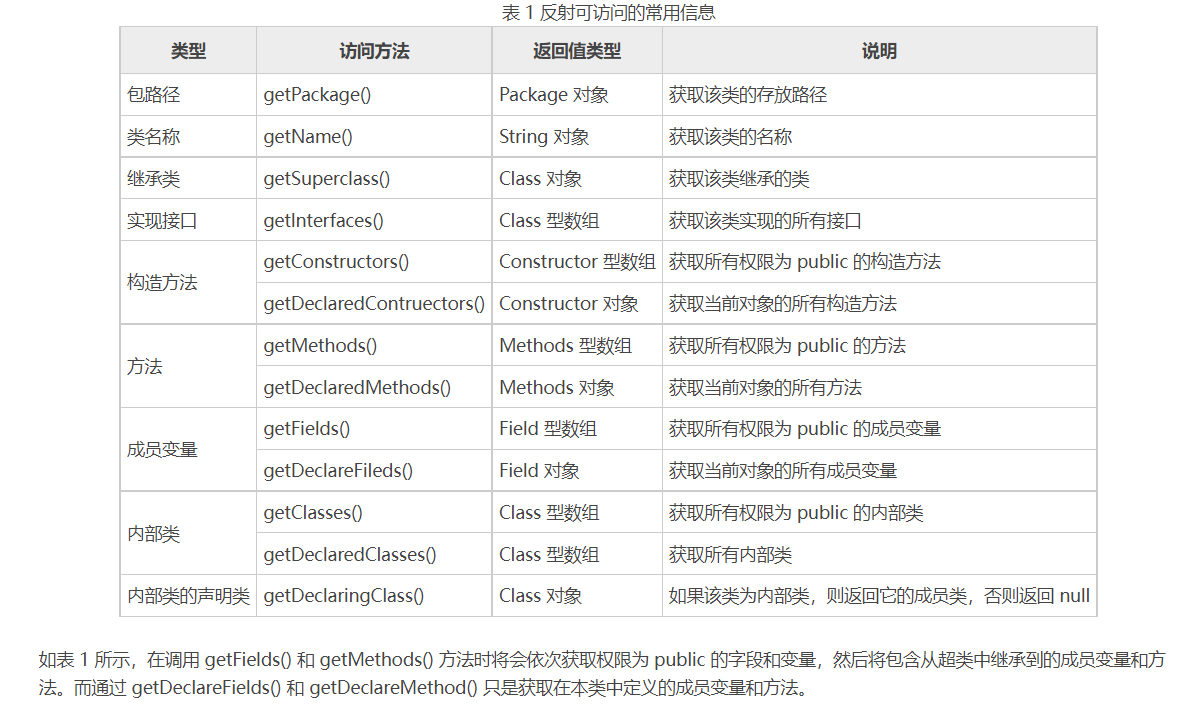 表 1 反射可访问的常用信息
类型 访问方法 返回值类型 说明
包路径 getPackage() Package 对象 获取该类的存放路径
类名称 getName() String 对象 获取该类的名称
继承类 getSuperclass() Class 对象 获取该类继承的类
实现接口 getInterfaces() Class 型数组 获取该类实现的所有接口
构造方法 getConstructors() Constructor 型数组 获取所有权限为 public 的构造方法
getDeclaredContruectors() Constructor 对象 获取当前对象的所有构造方法
方法 getMethods() Methods 型数组 获取所有权限为 public 的方法
getDeclaredMethods() Methods 对象 获取当前对象的所有方法
成员变量 getFields() Field 型数组 获取所有权限为 public 的成员变量
getDeclareFileds() Field 对象 获取当前对象的所有成员变量
内部类 getClasses() Class 型数组 获取所有权限为 public 的内部类
getDeclaredClasses() Class 型数组 获取所有内部类
内部类的声明类 getDeclaringClass() Class 对象 如果该类为内部类，则返回它的成员类，否则返回 null
如表 1 所示，在调用 getFields() 和 getMethods() 方法时将会依次获取权限为 public 的字段和变量，然后将包含从超类中继承到的成员变量和方
法。而通过 getDeclareFields() 和 getDeclareMethod() 只是获取在本类中定义的成员变量和方法。